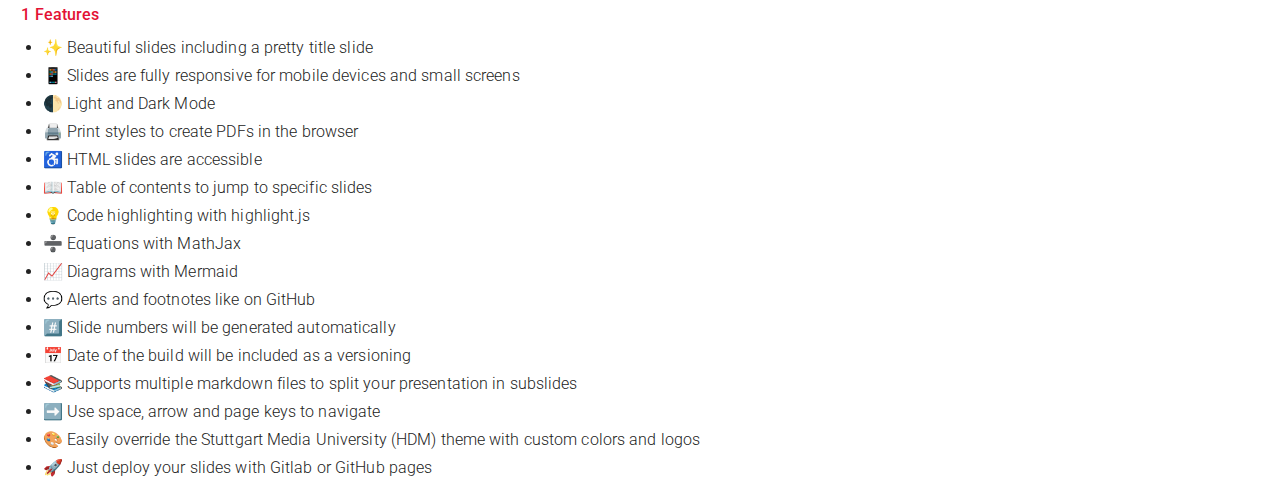 1 Features
• ✨ Beautiful slides including a pretty title slide
• 📱 Slides are fully responsive for mobile devices and small screens
• 🌓 Light and Dark Mode
• 🖨️ Print styles to create PDFs in the browser
• ♿ HTML slides are accessible
• 📖 Table of contents to jump to specific slides
• 💡 Code highlighting with highlight.js
• ➗ Equations with MathJax
• 📈 Diagrams with Mermaid
• 💬 Alerts and footnotes like on GitHub
• #️⃣ Slide numbers will be generated automatically
• 📅 Date of the build will be included as a versioning
• 📚 Supports multiple markdown files to split your presentation in subslides
• ➡️ Use space, arrow and page keys to navigate
• 🎨 Easily override the Stuttgart Media University (HDM) theme with custom colors and logos
• 🚀 Just deploy your slides with Gitlab or GitHub pages